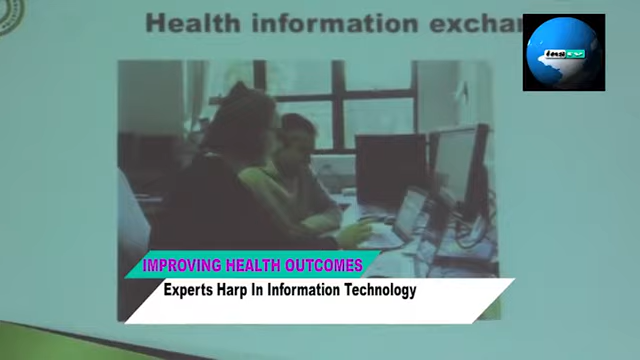 Health information exchan
IMPROVING HEALTH OUTCOMES
Experts Harp In Information Technology